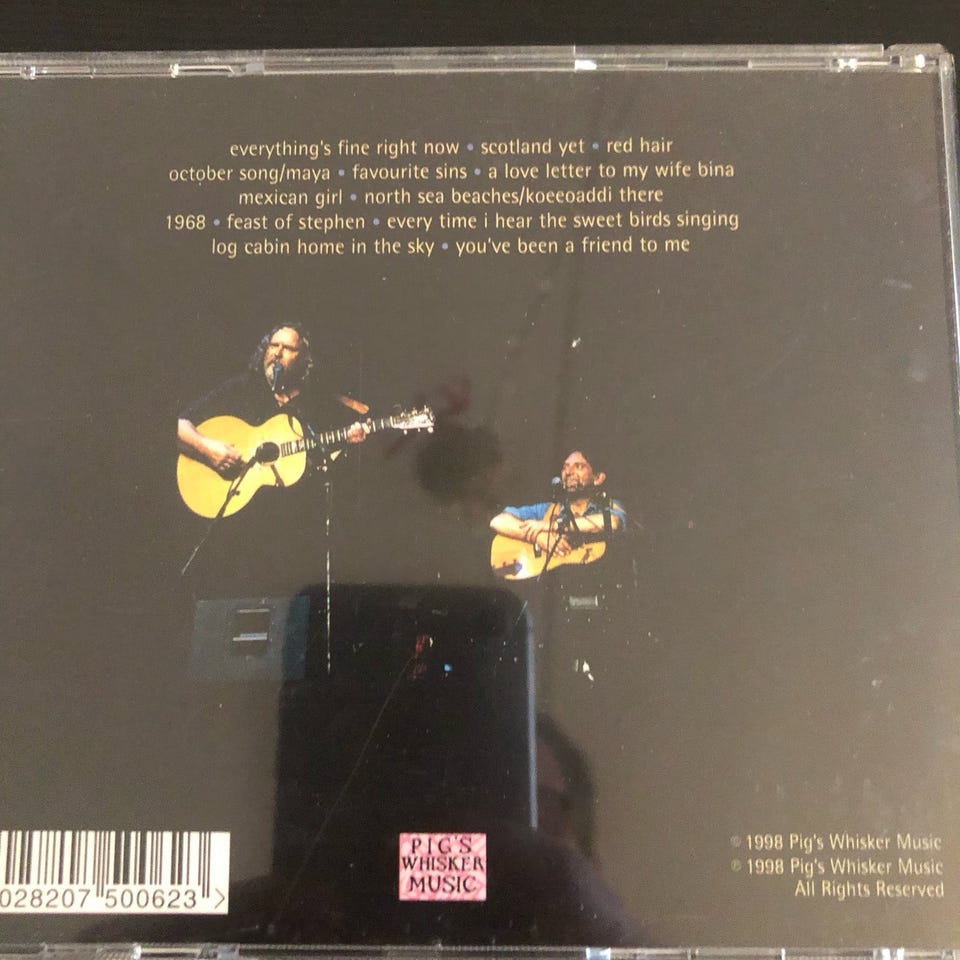 everything's fine right now • scotland yet • red hair
october song/maya • favourite sins • a love letter to my wife bina
mexican girl • north sea beaches/koeeoaddi there
1968 • feast of stephen • every time i hear the sweet birds singing
log cabin home in the sky • you've been a friend to me
028207 500623 >
PIG'S
WHISKER
MUSIC
© 1998 Pig's Whisker Music
℗ 1998 Pig's Whisker Music
All Rights Reserved